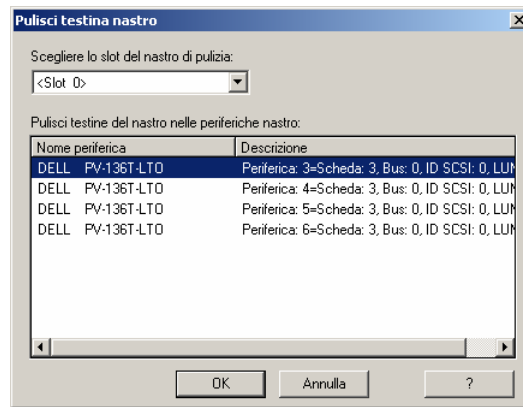 Pulisci testina nastro
Scegliere lo slot del nastro di pulizia:
<Slot 0>
Pulisci testine del nastro nelle periferiche nastro:
Nome periferica Descrizione
DELL PV-136T-LTO Periferica: 3=Scheda: 3, Bus: 0, ID SCSI: 0, LUN
DELL PV-136T-LTO Periferica: 4=Scheda: 3, Bus: 0, ID SCSI: 0, LUN
DELL PV-136T-LTO Periferica: 5=Scheda: 3, Bus: 0, ID SCSI: 0, LUN
DELL PV-136T-LTO Periferica: 6=Scheda: 3, Bus: 0, ID SCSI: 0, LUN
OK Annulla ?